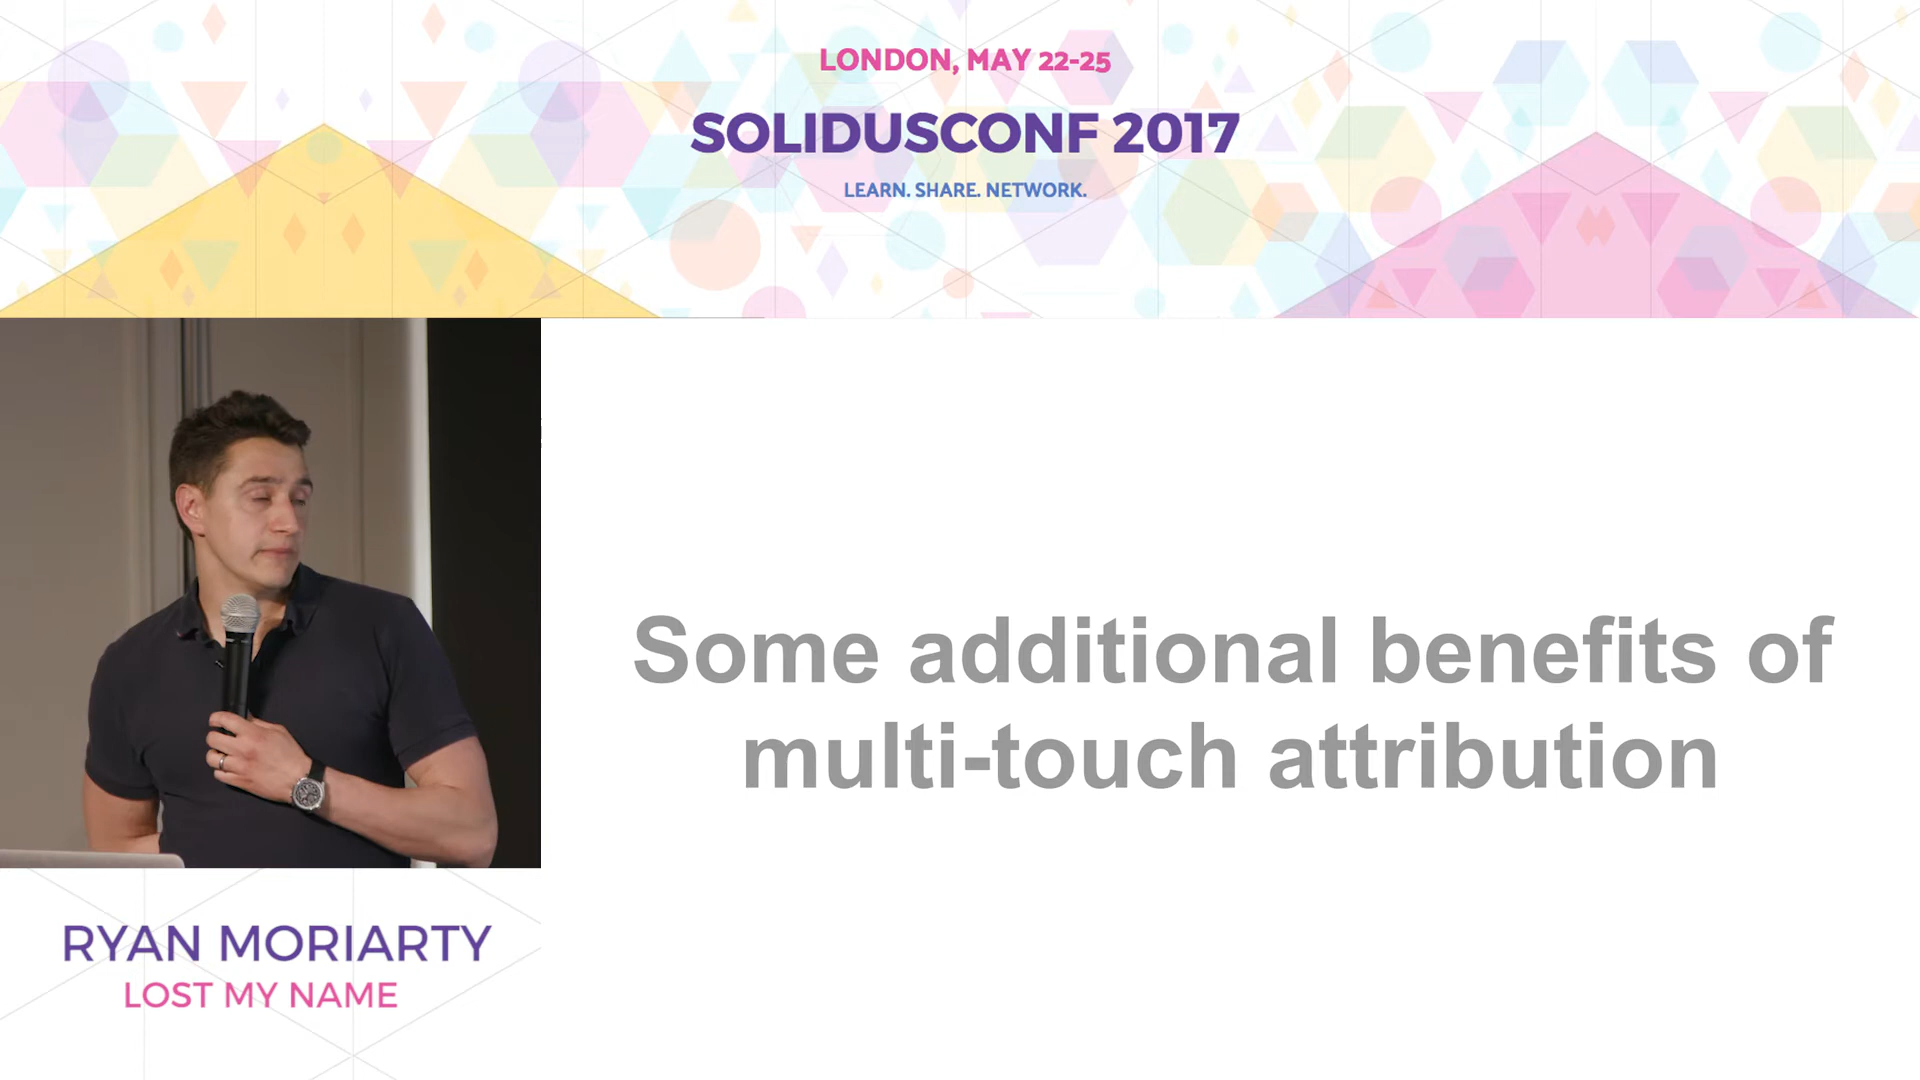 LONDON, MAY 22-25
SOLIDUSCONF 2017
LEARN. SHARE. NETWORK.
Some additional benefits of
multi-touch attribution
RYAN MORIARTY
LOST MY NAME